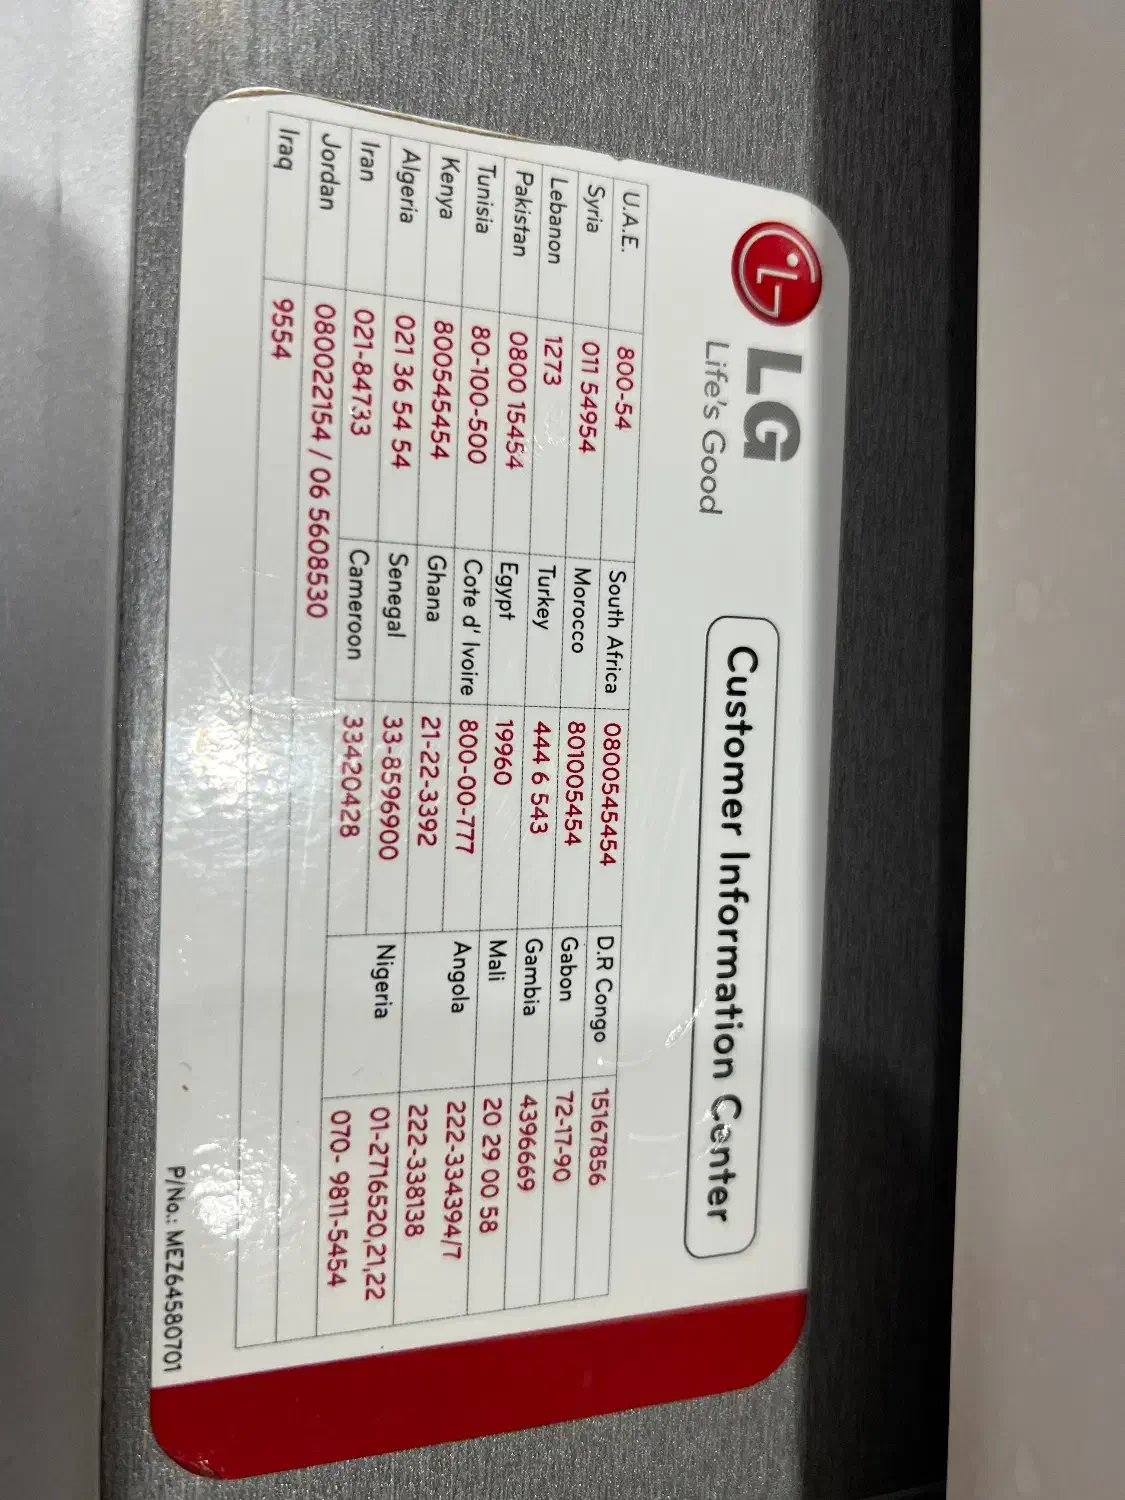 LG
Life's Good
Customer Information Center
U.A.E. 800-54 South Africa 0800545454 D.R Congo 15167856
Syria 011 54954 Morocco 801005454 Gabon 72-17-90
Lebanon 1273 Turkey 444 6 543 Gambia 4396669
Pakistan 0800 15454 Egypt 19960 Mali 20 29 00 58
Tunisia 80-100-500 Cote d' Ivoire 800-00-777 Angola 222-334394/7
Kenya 800545454 Ghana 21-22-3392 222-338138
Algeria 021 36 54 54 Senegal 33-8596900 Nigeria 01-2716520,21,22
Iran 021-84733 Cameroon 33420428 070- 9811-5454
Jordan 080022154 / 06 5608530
Iraq 9554
P/No.: MEZ64580701